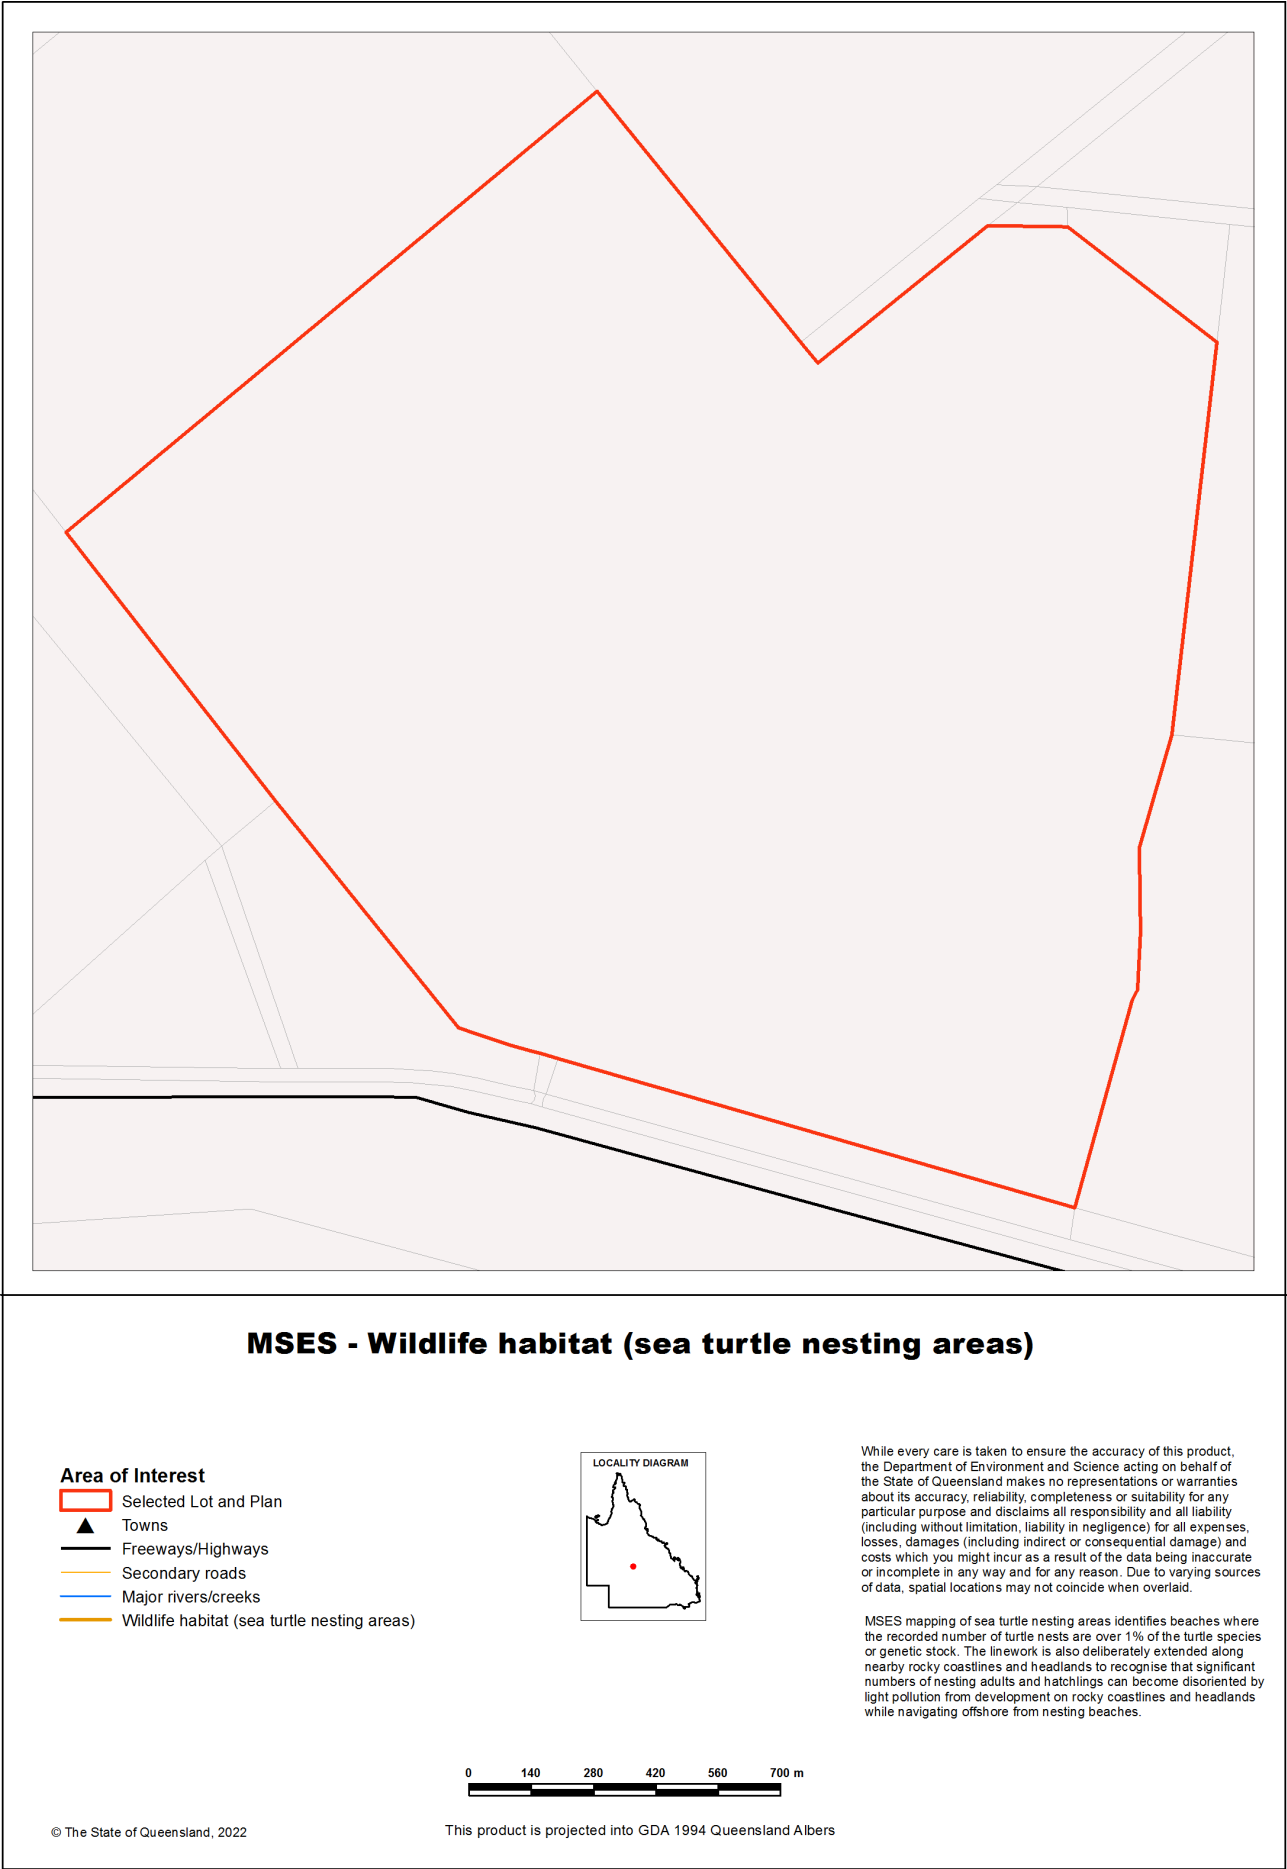 MSES - Wildlife habitat (sea turtle nesting areas)
Area of Interest
Selected Lot and Plan
Towns
Freeways/Highways
Secondary roads
Major rivers/creeks
Wildlife habitat (sea turtle nesting areas)
LOCALITY DIAGRAM
While every care is taken to ensure the accuracy of this product,
the Department of Environment and Science acting on behalf of
the State of Queensland makes no representations or warranties
about its accuracy, reliability, completeness or suitability for any
particular purpose and disclaims all responsibility and all liability
(including without limitation, liability in negligence) for all expenses,
losses, damages (including indirect or consequential damage) and
costs which you might incur as a result of the data being inaccurate
or incomplete in any way and for any reason. Due to varying sources
of data, spatial locations may not coincide when overlaid.
MSES mapping of sea turtle nesting areas identifies beaches where
the recorded number of turtle nests are over 1% of the turtle species
or genetic stock. The linework is also deliberately extended along
nearby rocky coastlines and headlands to recognise that significant
numbers of nesting adults and hatchlings can become disoriented by
light pollution from development on rocky coastlines and headlands
while navigating offshore from nesting beaches.
0 140 280 420 560 700 m
© The State of Queensland, 2022
This product is projected into GDA 1994 Queensland Albers